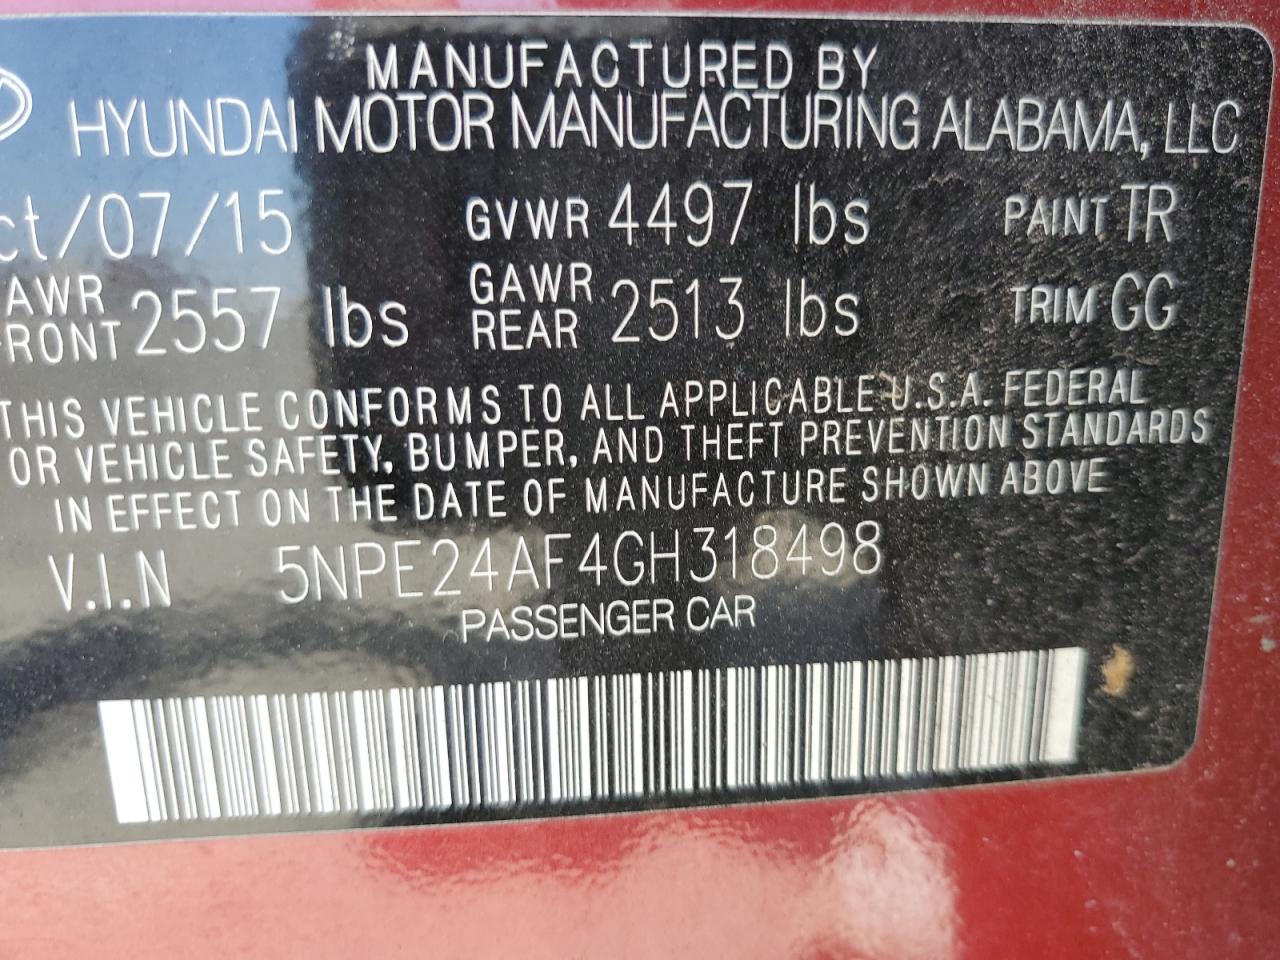 MANUFACTURED BY
HYUNDAI MOTOR MANUFACTURING ALABAMA, LLC
ct/07/15 GVWR 4497 lbs PAINT TR
AWR FRONT 2557 lbs GAWR REAR 2513 lbs TRIM GG
THIS VEHICLE CONFORMS TO ALL APPLICABLE U.S.A. FEDERAL
OR VEHICLE SAFETY, BUMPER, AND THEFT PREVENTION STANDARDS
IN EFFECT ON THE DATE OF MANUFACTURE SHOWN ABOVE
V.I.N 5NPE24AF4GH318498
PASSENGER CAR